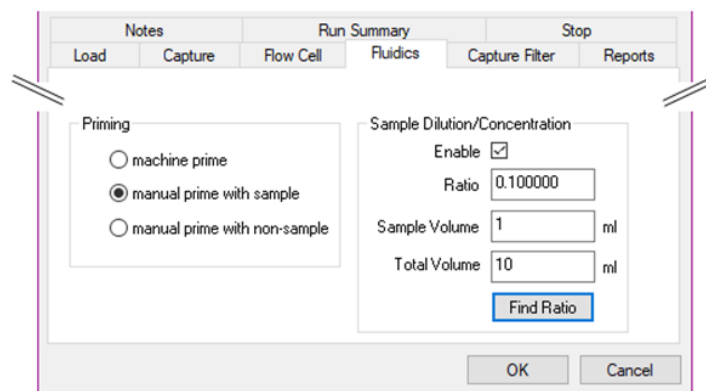 Notes Run Summary Stop
Load Capture Flow Cell Fluidics Capture Filter Reports
Priming
machine prime
manual prime with sample
manual prime with non-sample
Sample Dilution/Concentration
Enable
Ratio 0.100000
Sample Volume 1 ml
Total Volume 10 ml
Find Ratio
OK Cancel